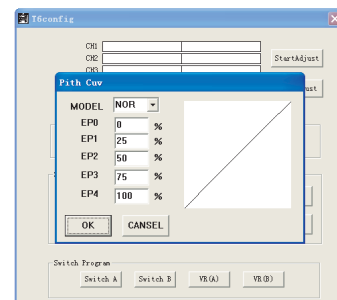 T6config
CH1
CH2
CH3
StartAdjust
Pith Cuv
MODEL NOR
EP0 0 %
EP1 25 %
EP2 50 %
EP3 75 %
EP4 100 %
OK CANSEL
Switch Program
Switch A Switch B VR(A) VR(B)